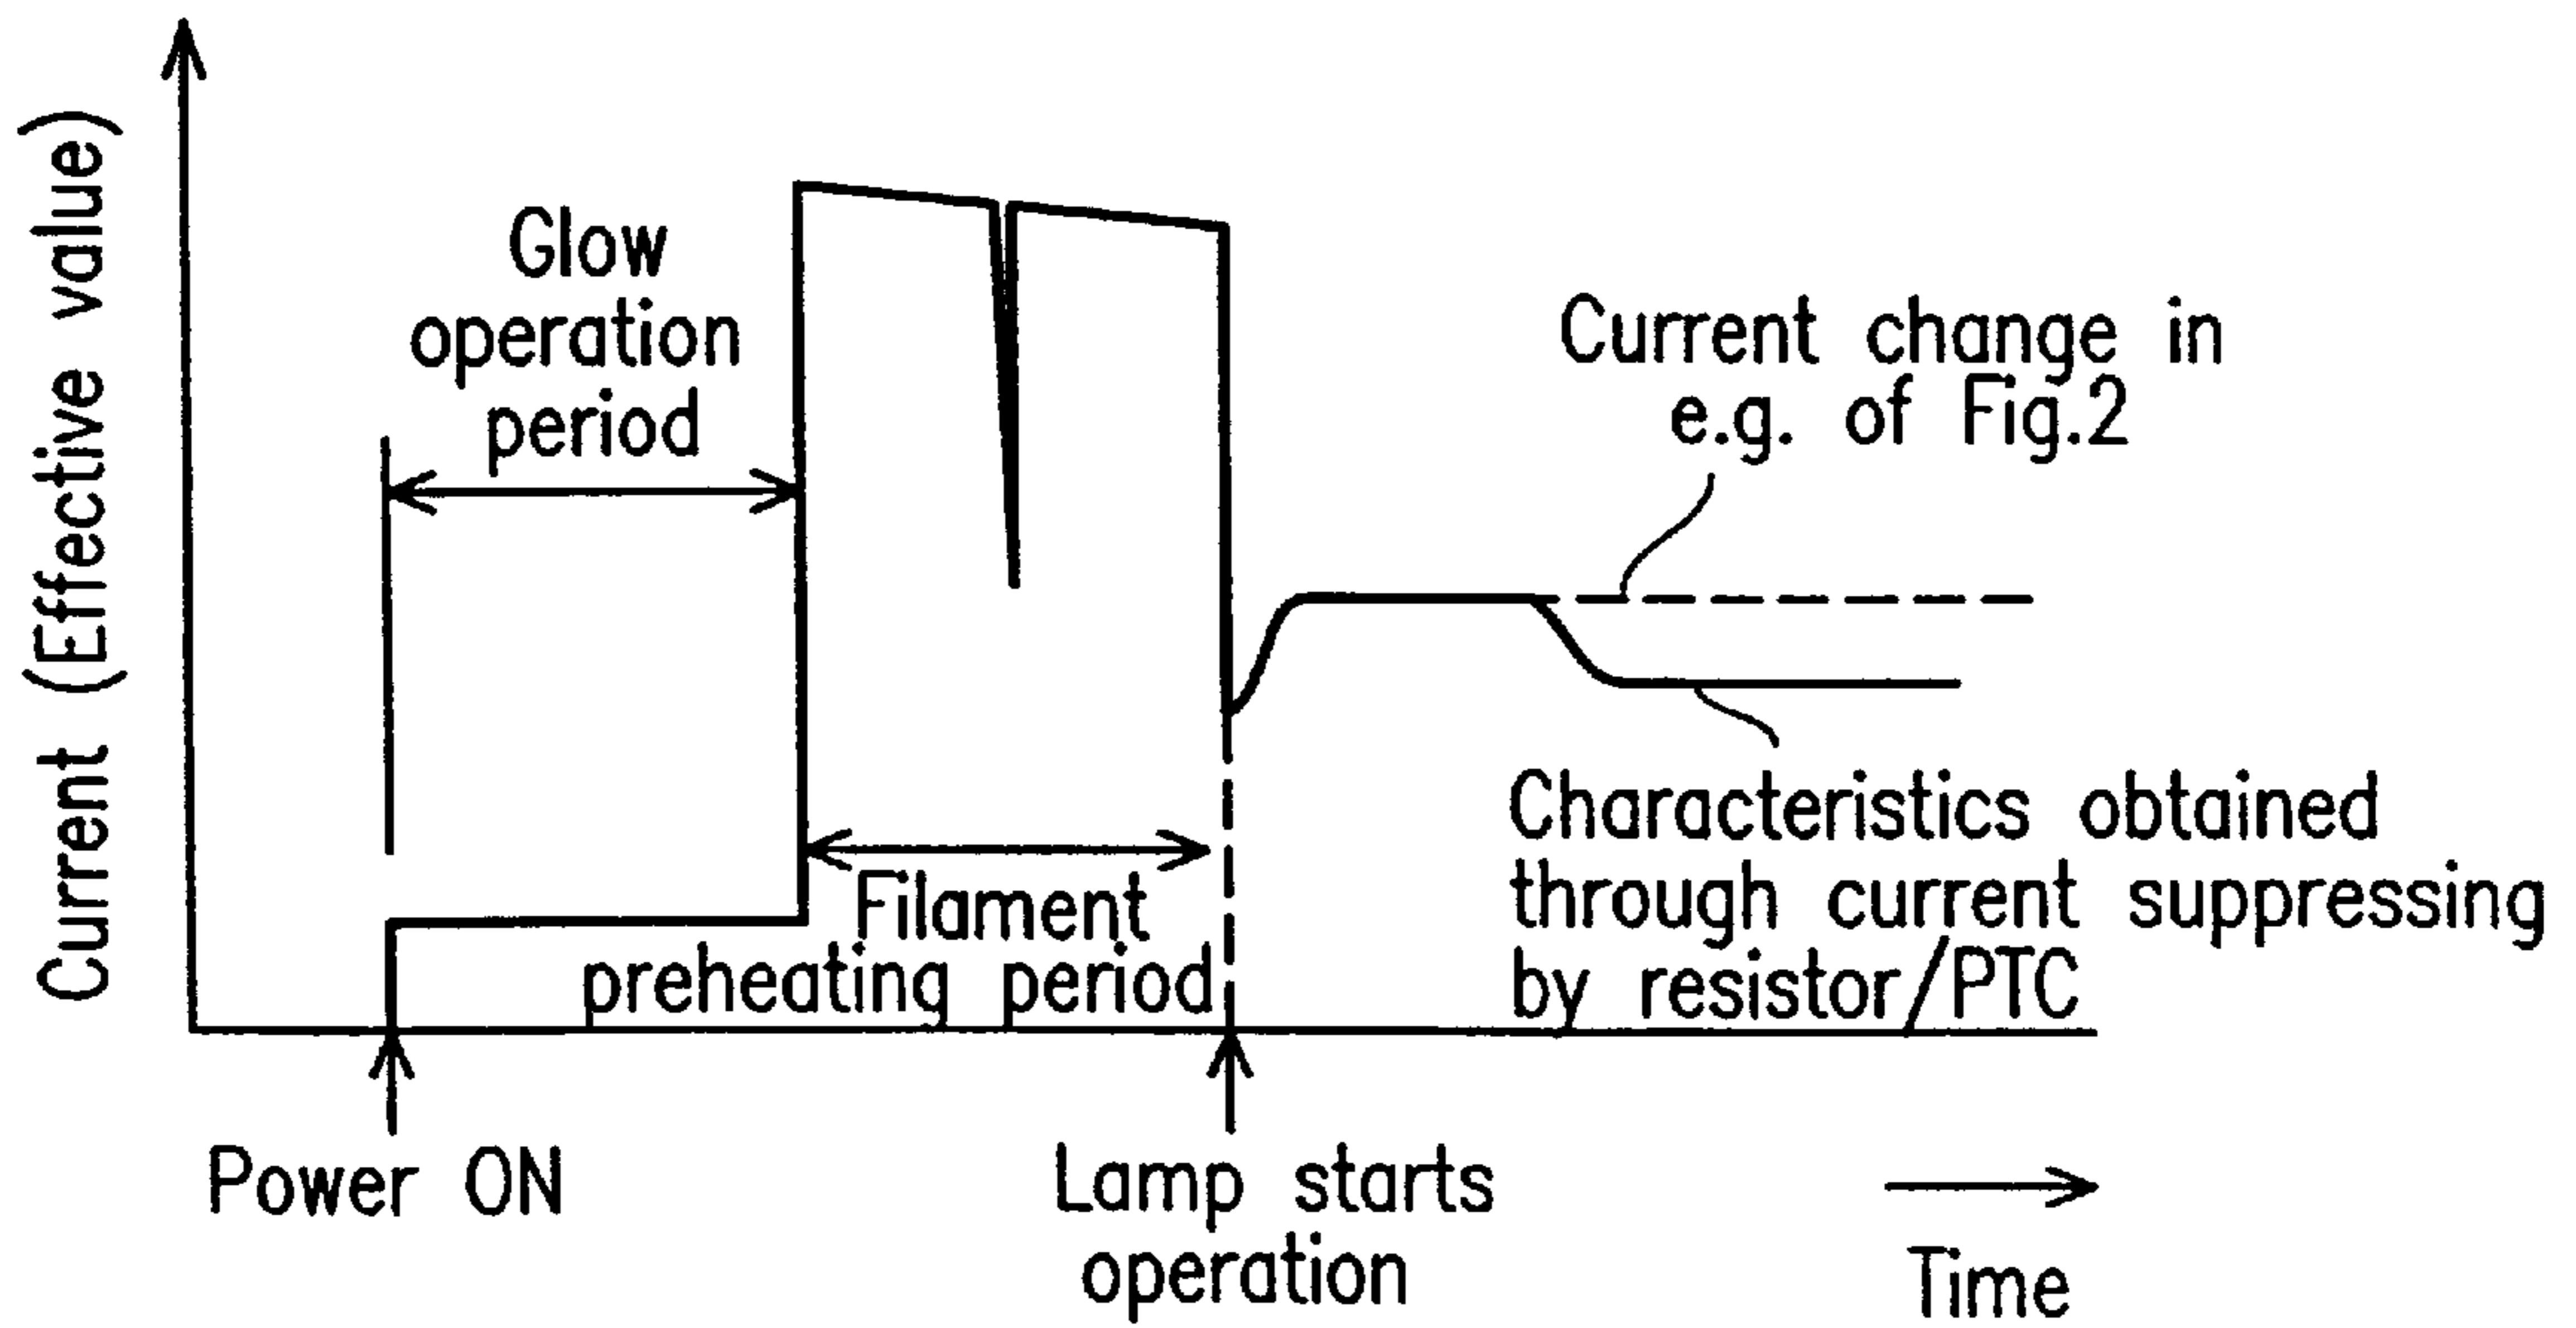 Current (Effective value)
Glow
operation
period
Current change in
e.g. of Fig.2
Filament
preheating period
Characteristics obtained
through current suppressing
by resistor/PTC
Power ON
Lamp starts
operation
Time